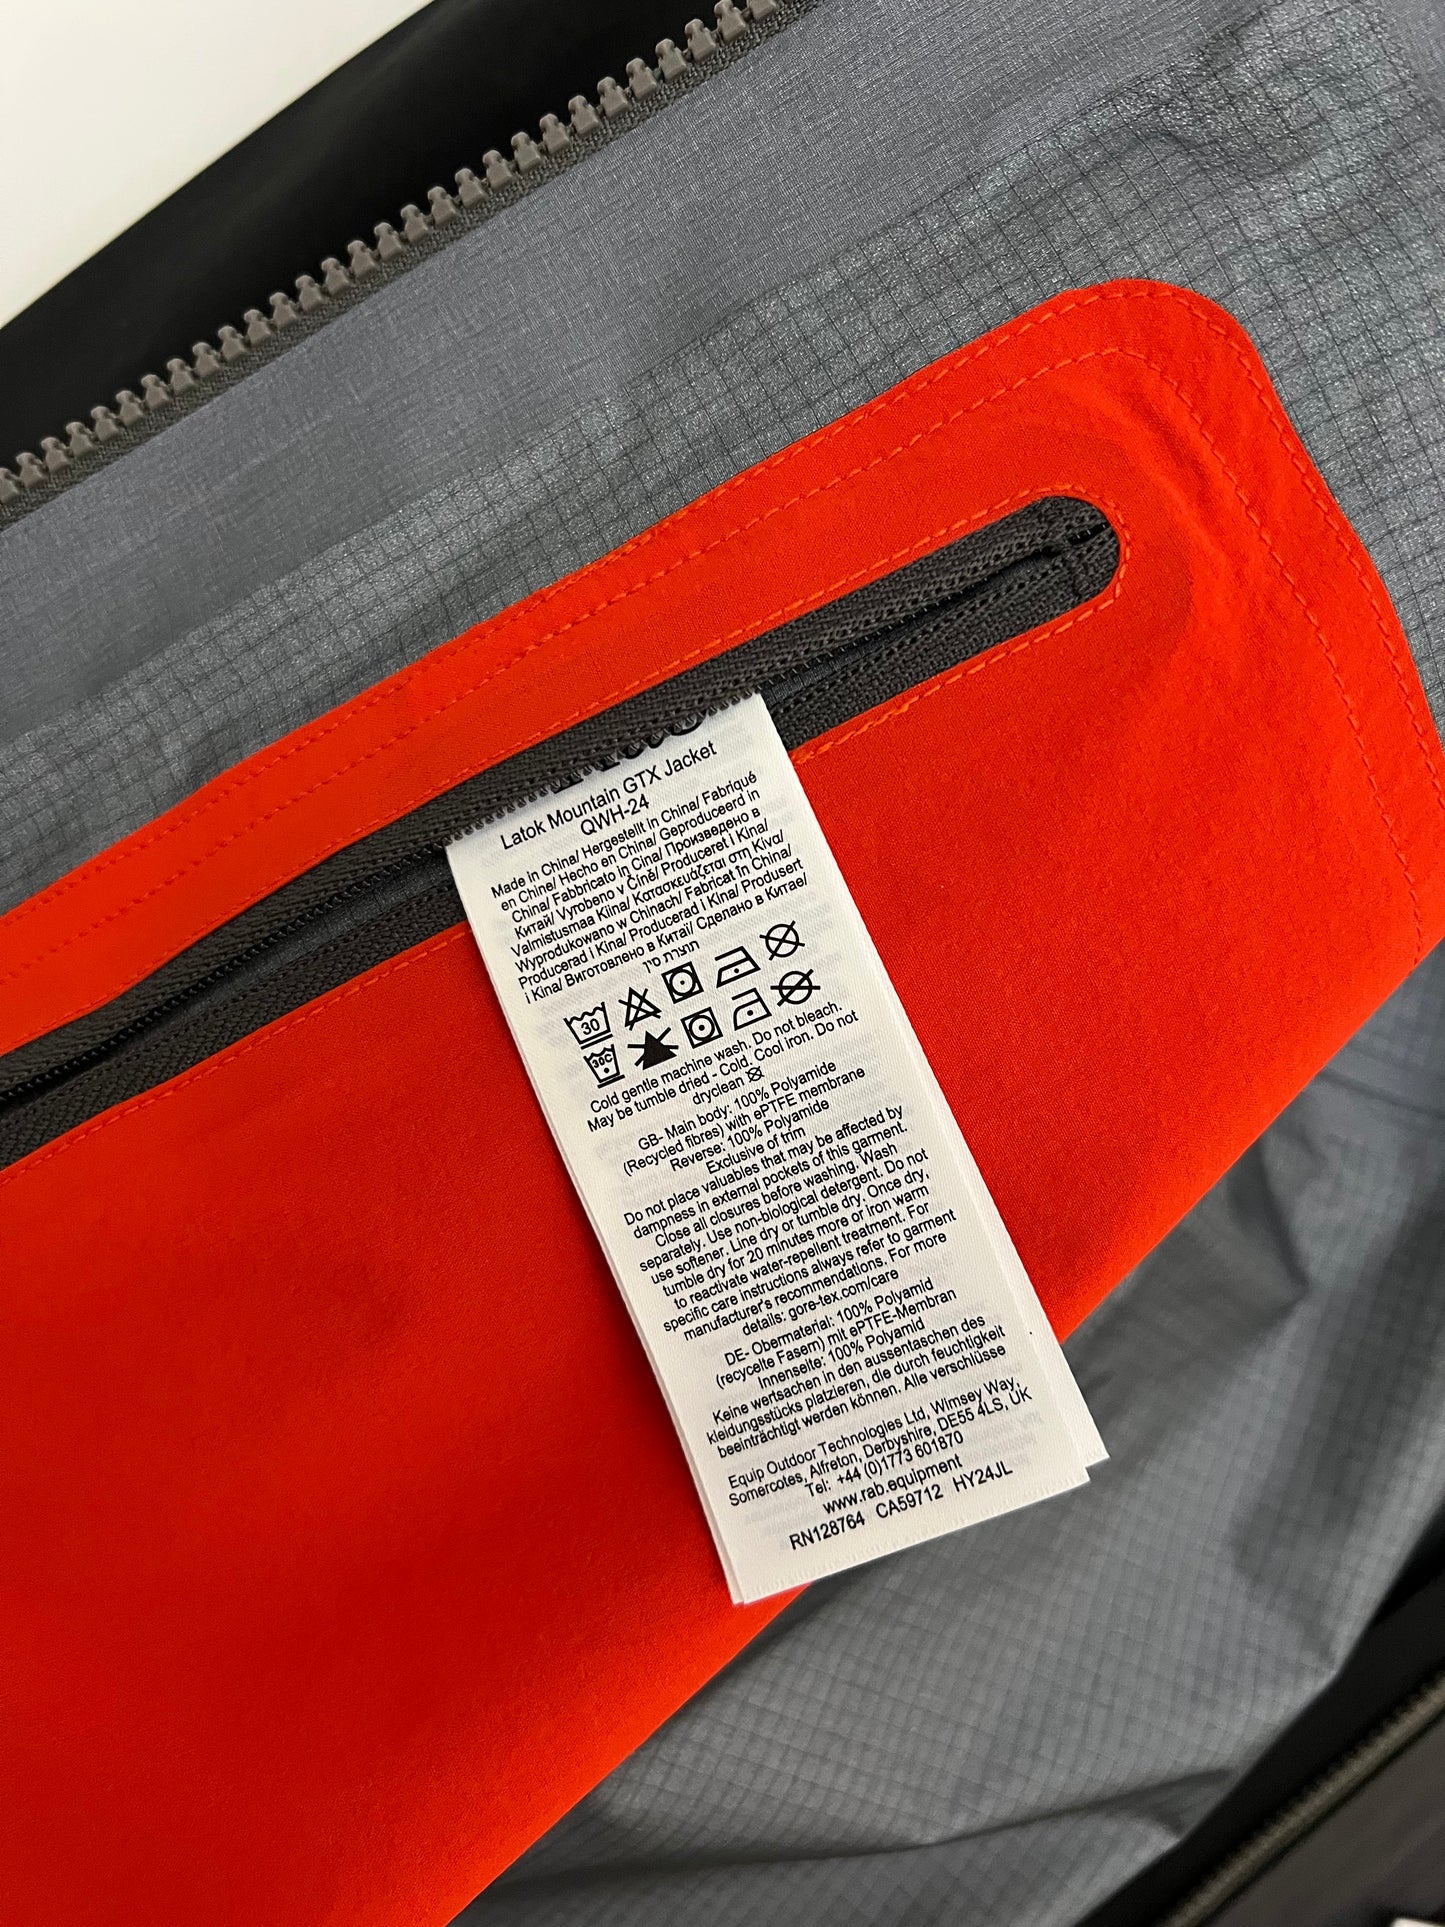 Latok Mountain GTX Jacket
QWH-24
Made in China/ Hergestellt in China/ Fabriqué
en Chine/ Hecho en China/ Geproduceerd in
China/ Fabbricato in Cina/ Произведено в
Китай/ Vyrobeno v Číně/ Produceret i Kina/
Valmistusmaa Kiina/ Κατασκευάζεται στη Κίνα/
Wyprodukowano w Chinach/ Fabricat în China/
Producerad i Kina/ Produsert i Kina/ Produsert
i Kina/ Виготовлено в Китаї/ Сделано в Китае/
תוצרת סין
30
30C
Cold gentle machine wash. Do not bleach.
May be tumble dried - Cold. Cool iron. Do not
dryclean
GB- Main body: 100% Polyamide
(Recycled fibres) with ePTFE membrane
Reverse: 100% Polyamide
Exclusive of trim
Do not place valuables that may be affected by
dampness in external pockets of this garment.
Close all closures before washing, Wash
separately. Use non-biological detergent. Do not
use softener. Line dry or tumble dry. Once dry,
tumble dry for 20 minutes more or iron warm
to reactivate water-repellent treatment. For
specific care instructions always refer to garment
manufacturer's recommendations. For more
details: gore-tex.com/care
DE- Obermaterial: 100% Polyamid
(recycelte Fasern) mit ePTFE-Membran
Innenseite: 100% Polyamid
Keine wertsachen in den aussentaschen des
kleidungsstücks platzieren, die durch feuchtigkeit
beeinträchtigt werden können. Alle verschlüsse
Equip Outdoor Technologies Ltd, Wimsey Way,
Somercotes, Alfreton, Derbyshire, DE55 4LS, UK
Tel: +44 (0)1773 601870
www.rab.equipment
RN128764 CA59712 HY24JL